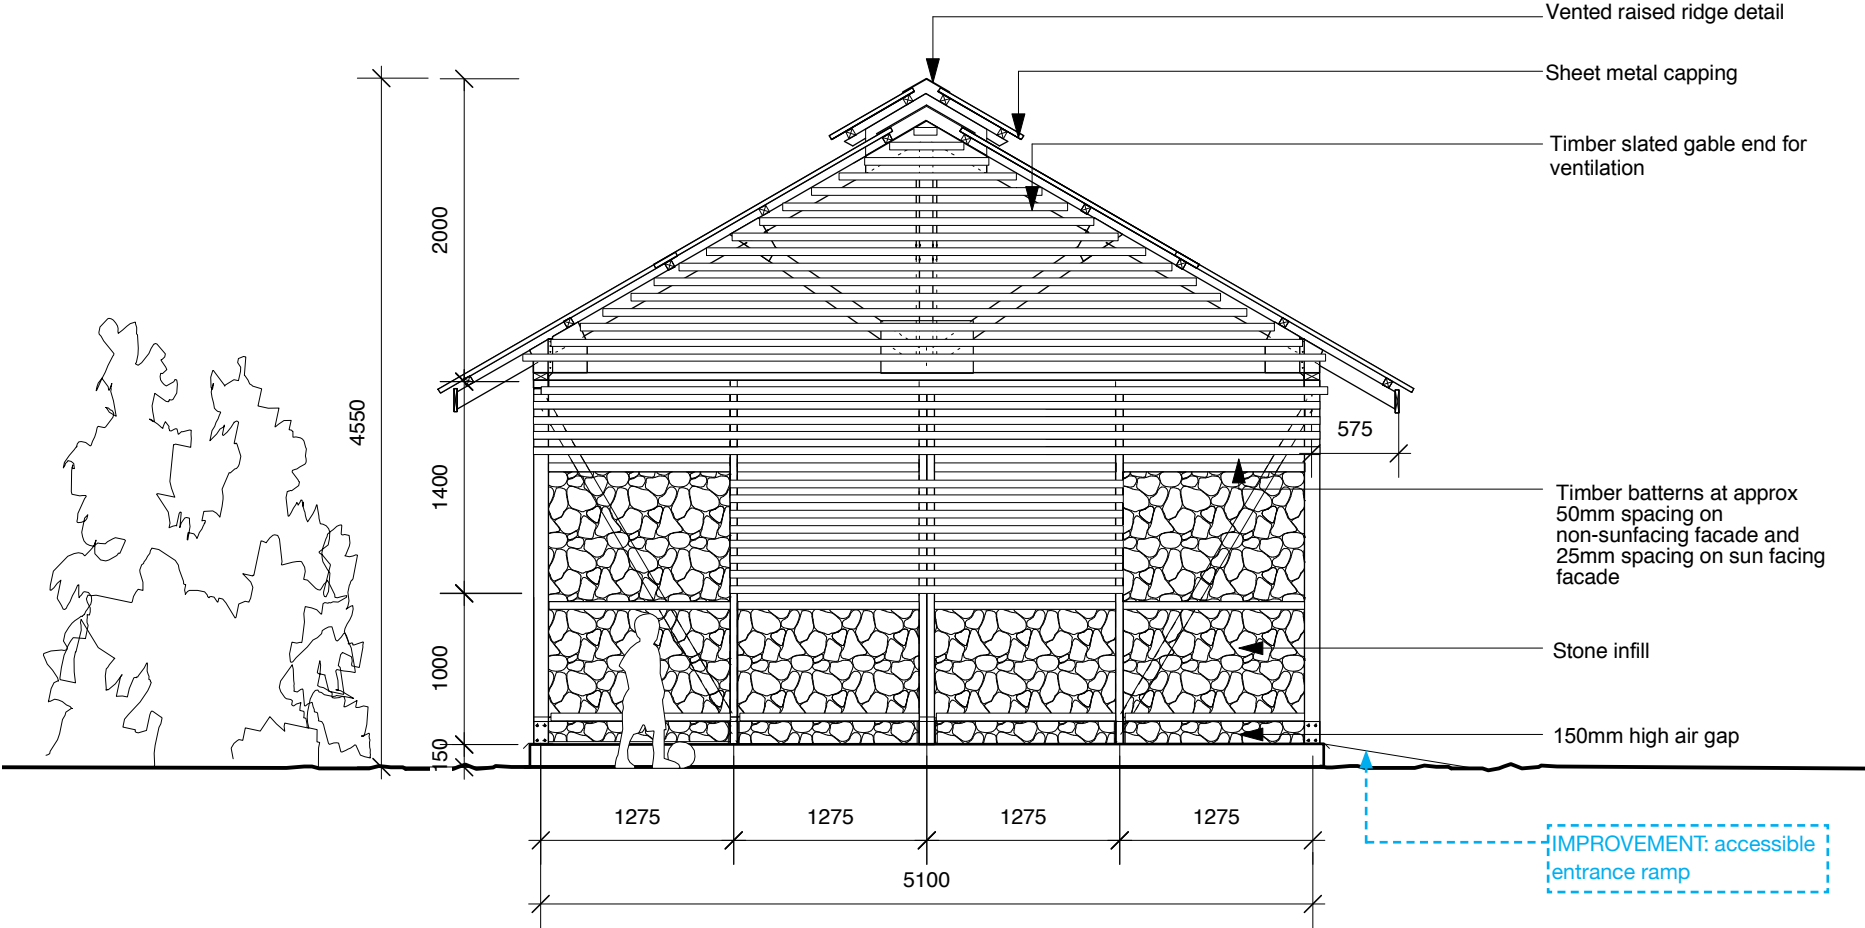 Vented raised ridge detail
Sheet metal capping
Timber slated gable end for
ventilation
2000
4550
575
1400
Timber batterns at approx
50mm spacing on
non-sunfacing facade and
25mm spacing on sun facing
facade
Stone infill
1000
150mm high air gap
150
1275
1275
1275
1275
IMPROVEMENT: accessible
entrance ramp
5100